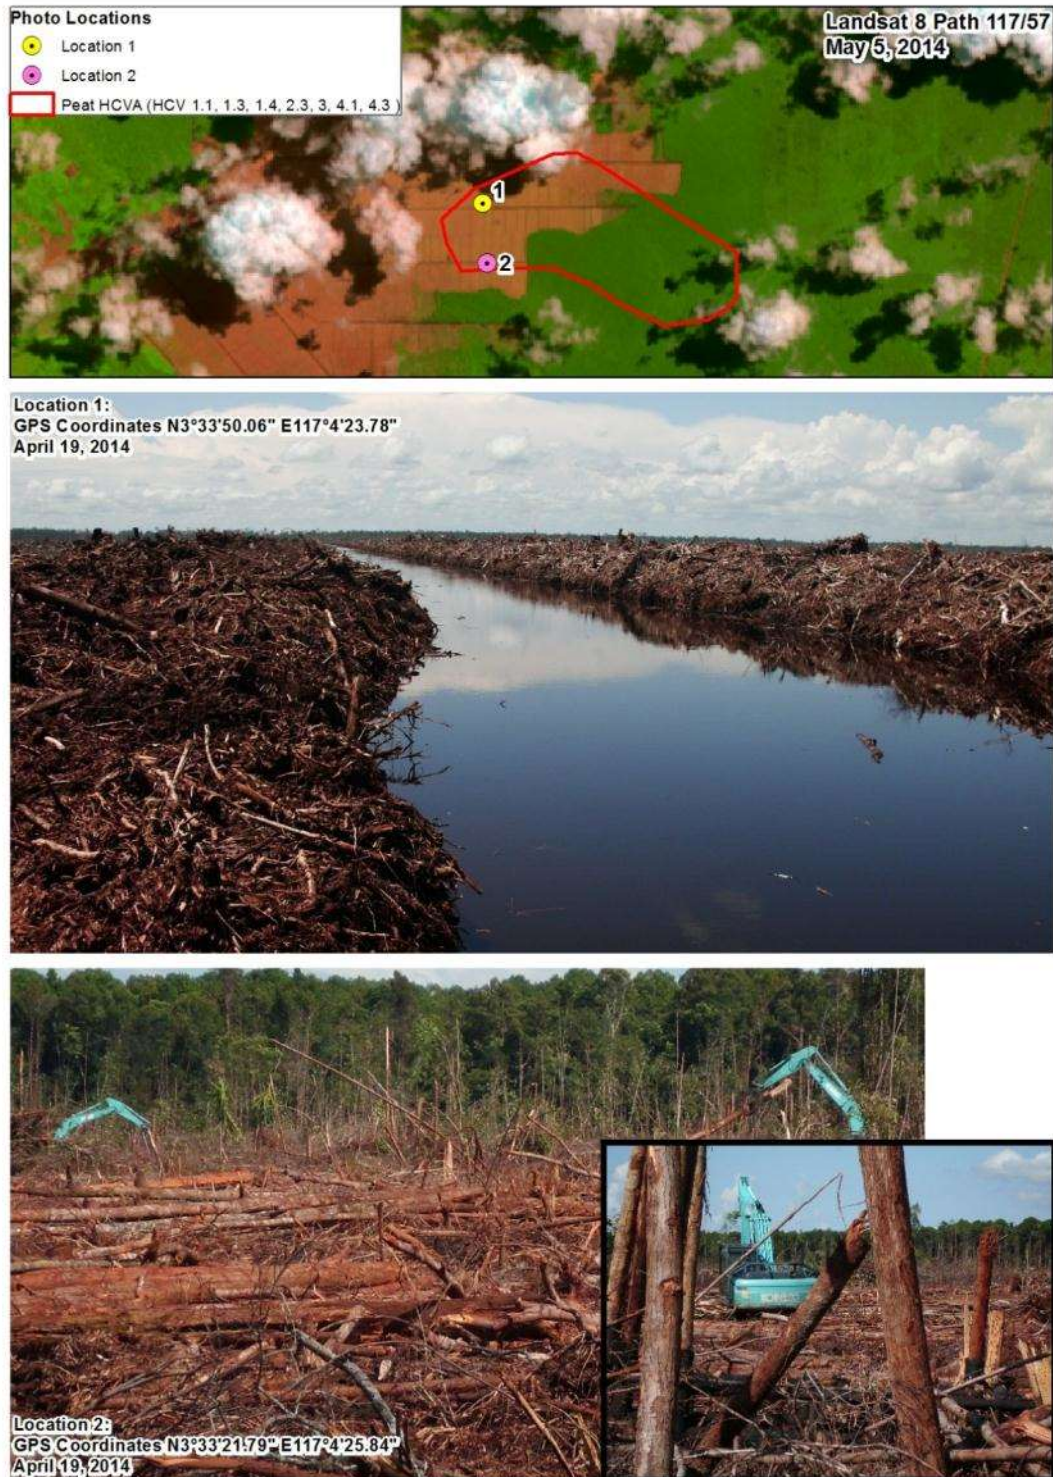 Photo Locations
Location 1
Location 2
Peat HCVA (HCV 1.1, 1.3, 1.4, 2.3, 3, 4.1, 4.3 )
Landsat 8 Path 117/57
May 5, 2014
1
2
Location 1:
GPS Coordinates N3°33'50.06" E117°4'23.78"
April 19, 2014
Location 2:
GPS Coordinates N3°33'21.79" E117°4'25.84"
April 19, 2014